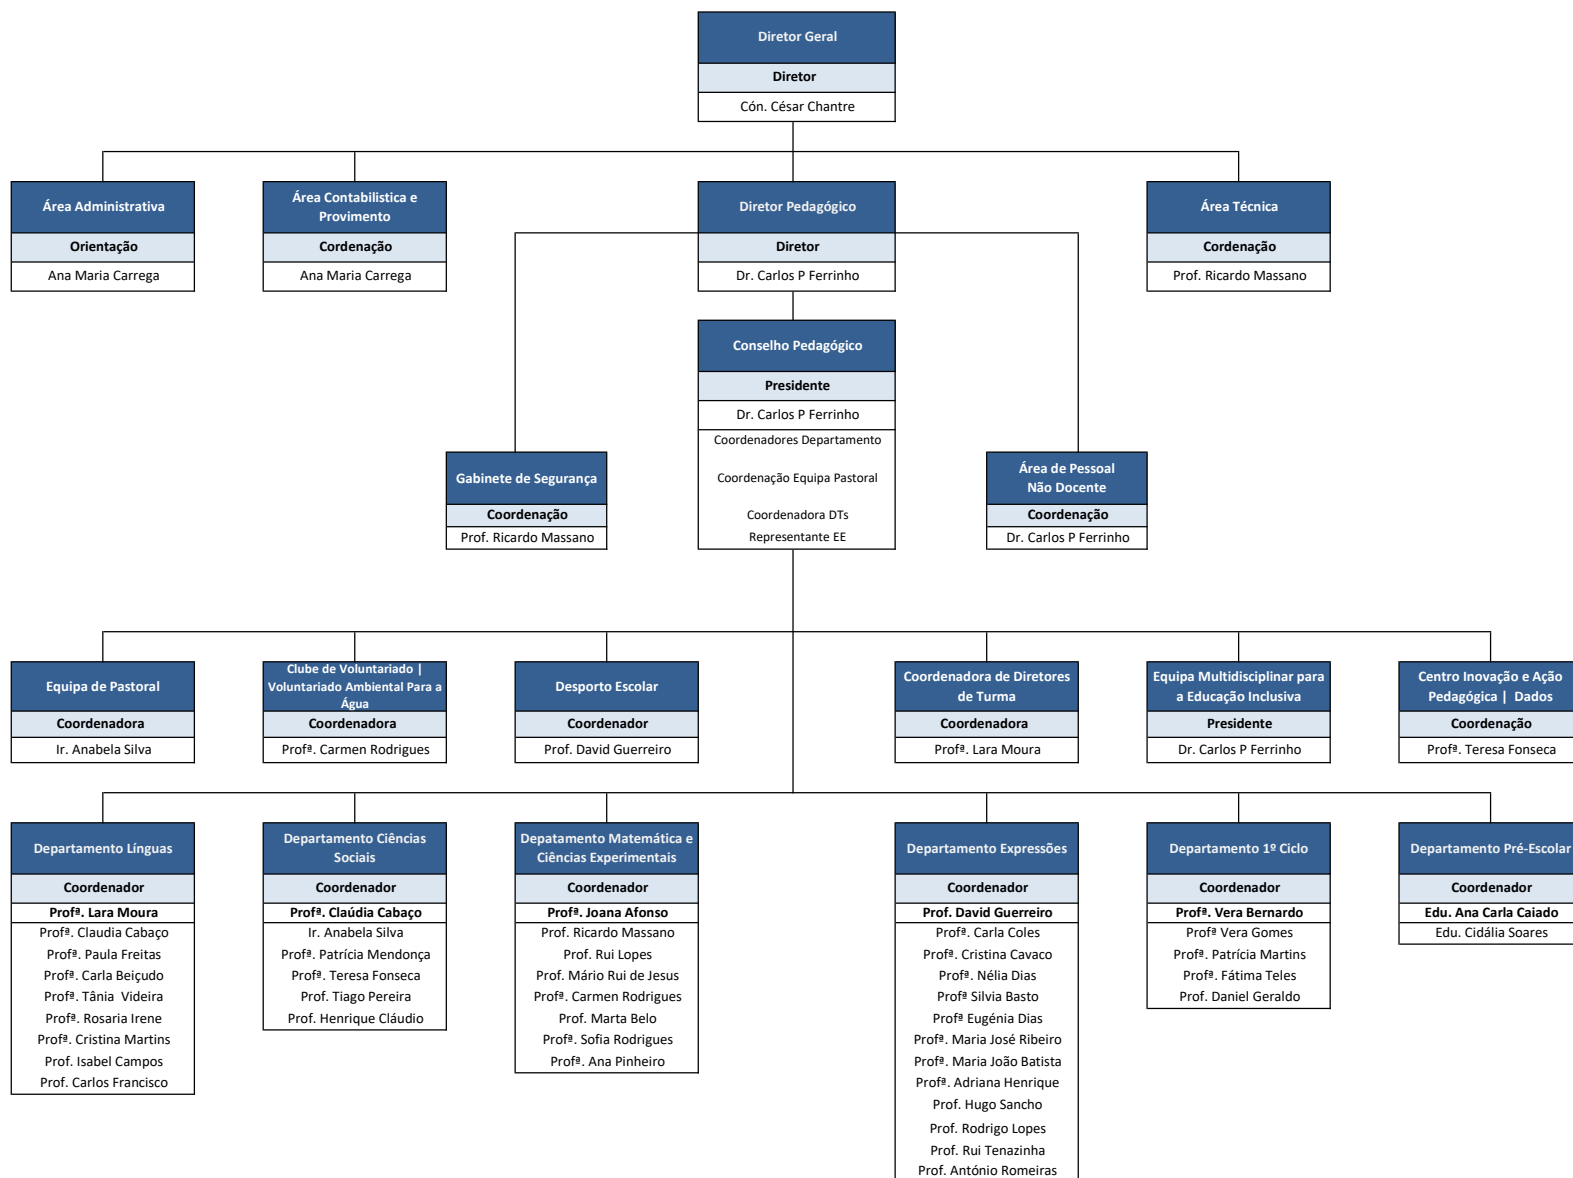 Diretor Geral
Diretor
Cón. César Chantre
Área Administrativa
Orientação
Ana Maria Carrega
Área Contabilistica e
Provimento
Cordenação
Ana Maria Carrega
Diretor Pedagógico
Diretor
Dr. Carlos P Ferrinho
Área Técnica
Cordenação
Prof. Ricardo Massano
Conselho Pedagógico
Presidente
Dr. Carlos P Ferrinho
Coordenadores Departamento
Coordenação Equipa Pastoral
Coordenadora DTs
Representante EE
Gabinete de Segurança
Coordenação
Prof. Ricardo Massano
Área de Pessoal
Não Docente
Coordenação
Dr. Carlos P Ferrinho
Equipa de Pastoral
Coordenadora
Ir. Anabela Silva
Clube de Voluntariado |
Voluntariado Ambiental Para a
Água
Coordenadora
Profª. Carmen Rodrigues
Desporto Escolar
Coordenador
Prof. David Guerreiro
Coordenadora de Diretores
de Turma
Coordenadora
Profª. Lara Moura
Equipa Multidisciplinar para
a Educação Inclusiva
Presidente
Dr. Carlos P Ferrinho
Centro Inovação e Ação
Pedagógica | Dados
Coordenação
Profª. Teresa Fonseca
Departamento Línguas
Coordenador
Profª. Lara Moura
Profª. Claudia Cabaço
Profª. Paula Freitas
Profª. Carla Beiçudo
Profª. Tânia Videira
Profª. Rosaria Irene
Profª. Cristina Martins
Prof. Isabel Campos
Prof. Carlos Francisco
Departamento Ciências
Sociais
Coordenador
Profª. Claúdia Cabaço
Ir. Anabela Silva
Profª. Patrícia Mendonça
Profª. Teresa Fonseca
Prof. Tiago Pereira
Prof. Henrique Cláudio
Depatamento Matemática e
Ciências Experimentais
Coordenador
Profª. Joana Afonso
Prof. Ricardo Massano
Prof. Rui Lopes
Prof. Mário Rui de Jesus
Profª. Carmen Rodrigues
Prof. Marta Belo
Profª. Sofia Rodrigues
Profª. Ana Pinheiro
Departamento Expressões
Coordenador
Prof. David Guerreiro
Profª. Carla Coles
Profª. Cristina Cavaco
Profª. Nélia Dias
Profª Silvia Basto
Profª Eugénia Dias
Profª. Maria José Ribeiro
Profª. Maria João Batista
Profª. Adriana Henrique
Prof. Hugo Sancho
Prof. Rodrigo Lopes
Prof. Rui Tenazinha
Prof. António Romeiras
Departamento 1º Ciclo
Coordenador
Profª. Vera Bernardo
Profª Vera Gomes
Profª. Patrícia Martins
Profª. Fátima Teles
Prof. Daniel Geraldo
Departamento Pré-Escolar
Coordenador
Edu. Ana Carla Caiado
Edu. Cidália Soares